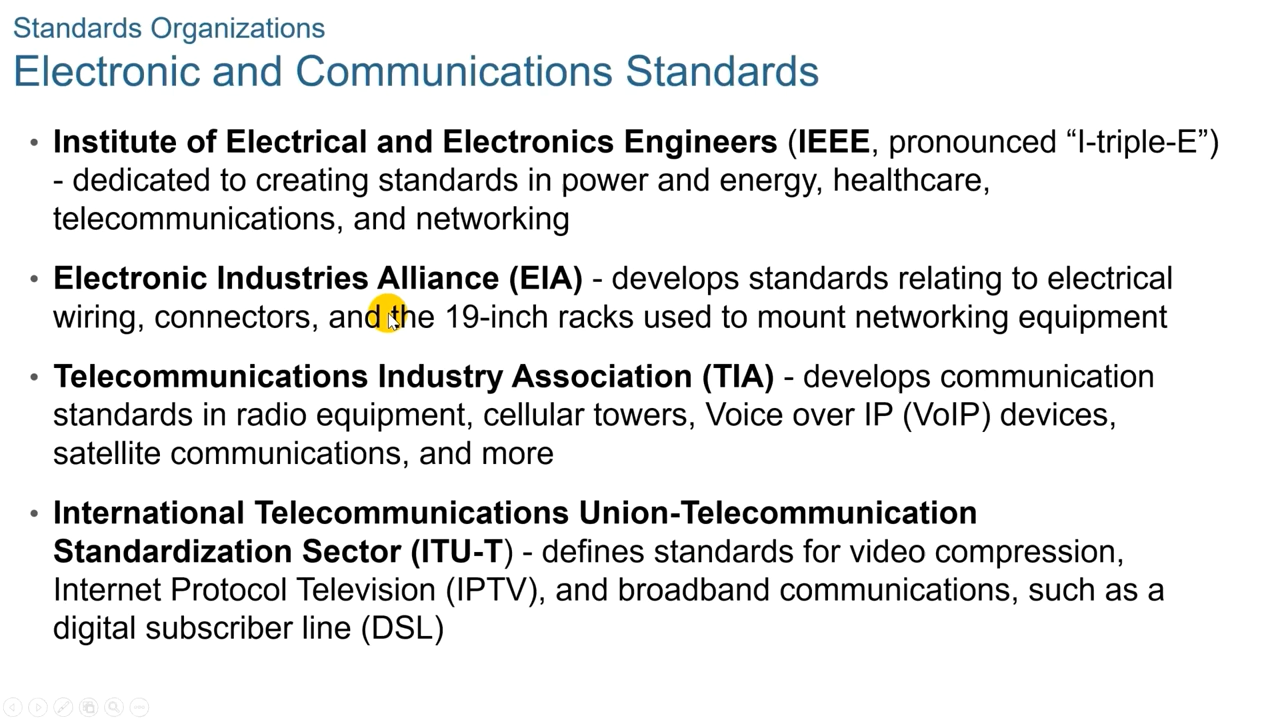 Standards Organizations
Electronic and Communications Standards
• Institute of Electrical and Electronics Engineers (IEEE, pronounced “I-triple-E”)
- dedicated to creating standards in power and energy, healthcare,
telecommunications, and networking
• Electronic Industries Alliance (EIA) - develops standards relating to electrical
wiring, connectors, and the 19-inch racks used to mount networking equipment
• Telecommunications Industry Association (TIA) - develops communication
standards in radio equipment, cellular towers, Voice over IP (VoIP) devices,
satellite communications, and more
• International Telecommunications Union-Telecommunication
Standardization Sector (ITU-T) - defines standards for video compression,
Internet Protocol Television (IPTV), and broadband communications, such as a
digital subscriber line (DSL)